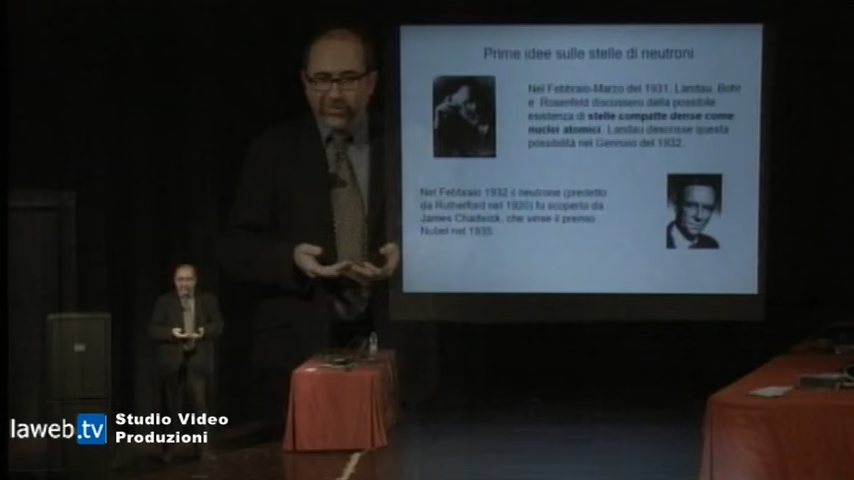 Prime idee sulle stelle di neutroni
Nel Febbraio-Marzo del 1931, Landau, Bohr
e Rosenfeld discussero della possibile
esistenza di stelle compatte dense come
nuclei atomici. Landau descrisse questa
possibilità nel Gennaio del 1932.
Nel Febbraio 1932 il neutrone (predetto
da Rutherford nel 1920) fu scoperto da
James Chadwick, che vinse il premio
Nobel nel 1935.
laweb.tv
Studio Video
Produzioni